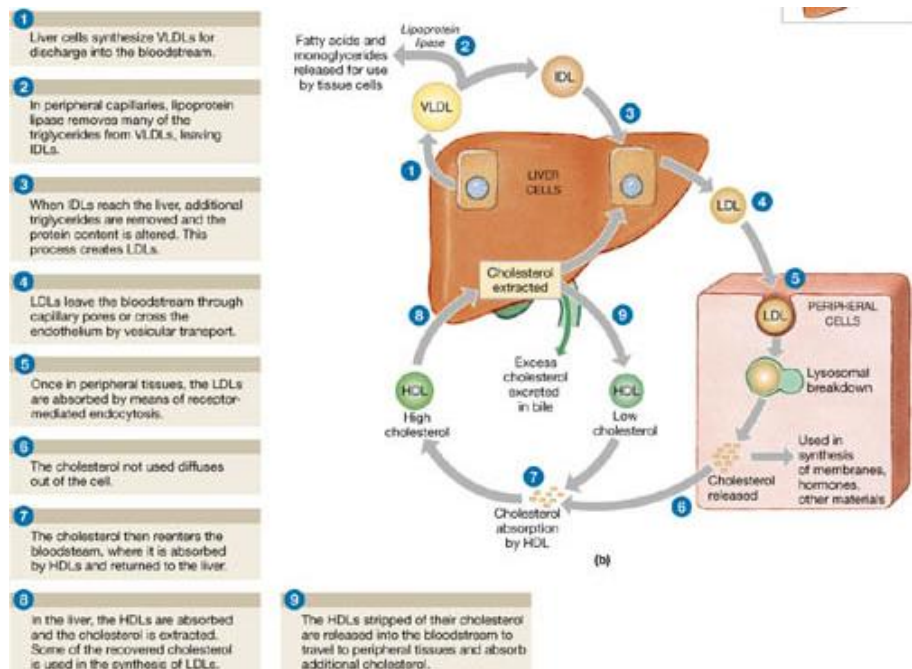 1
Liver cells synthesize VLDLs for
discharge into the bloodstream.
2
In peripheral capillaries, lipoprotein
lipase removes many of the
triglycerides from VLDLs, leaving
IDLs.
3
When IDLs reach the liver, additional
triglycerides are removed and the
protein content is altered. This
process creates LDLs.
4
LDLs leave the bloodstream through
capillary pores or cross the
endothelium by vesicular transport.
5
Once in peripheral tissues, the LDLs
are absorbed by means of receptor-
mediated endocytosis.
6
The cholesterol not used diffuses
out of the cell.
7
The cholesterol then reenters the
bloodsteam, where it is absorbed
by HDLs and returned to the liver.
8
In the liver, the HDLs are absorbed
and the cholesterol is extracted.
Some of the recovered cholesterol
is used in the synthesis of LDLs.
9
The HDLs stripped of their cholesterol
are released into the bloodstream to
travel to peripheral tissues and absorb
additional cholesterol.
Lipoprotein
lipase
2
Fatty acids and
monoglycerides
released for use
by tissue cells
VLDL
IDL
3
1
LIVER
CELLS
LDL
4
Cholesterol
extracted
5
LDL
PERIPHERAL
CELLS
8
9
Lysosomal
breakdown
Excess
cholesterol
excreted
in bile
HDL
High
cholesterol
HDL
Low
cholesterol
Cholesterol
released
Used in
synthesis
of membranes,
hormones,
other materials
7
6
Cholesterol
absorption
by HDL
(b)